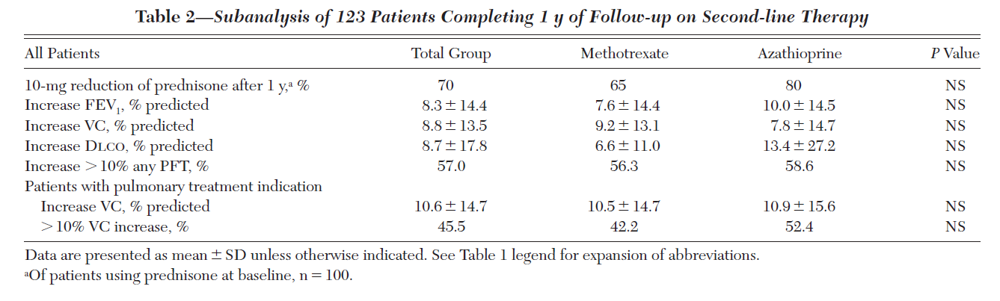 Table 2—Subanalysis of 123 Patients Completing 1 y of Follow-up on Second-line Therapy
All Patients Total Group Methotrexate Azathioprine P Value
10-mg reduction of prednisone after 1 y,ᵃ % 70 65 80 NS
Increase FEV₁, % predicted 8.3 ± 14.4 7.6 ± 14.4 10.0 ± 14.5 NS
Increase VC, % predicted 8.8 ± 13.5 9.2 ± 13.1 7.8 ± 14.7 NS
Increase DLCO, % predicted 8.7 ± 17.8 6.6 ± 11.0 13.4 ± 27.2 NS
Increase > 10% any PFT, % 57.0 56.3 58.6 NS
Patients with pulmonary treatment indication
Increase VC, % predicted 10.6 ± 14.7 10.5 ± 14.7 10.9 ± 15.6 NS
> 10% VC increase, % 45.5 42.2 52.4 NS
Data are presented as mean ± SD unless otherwise indicated. See Table 1 legend for expansion of abbreviations.
ᵃOf patients using prednisone at baseline, n = 100.